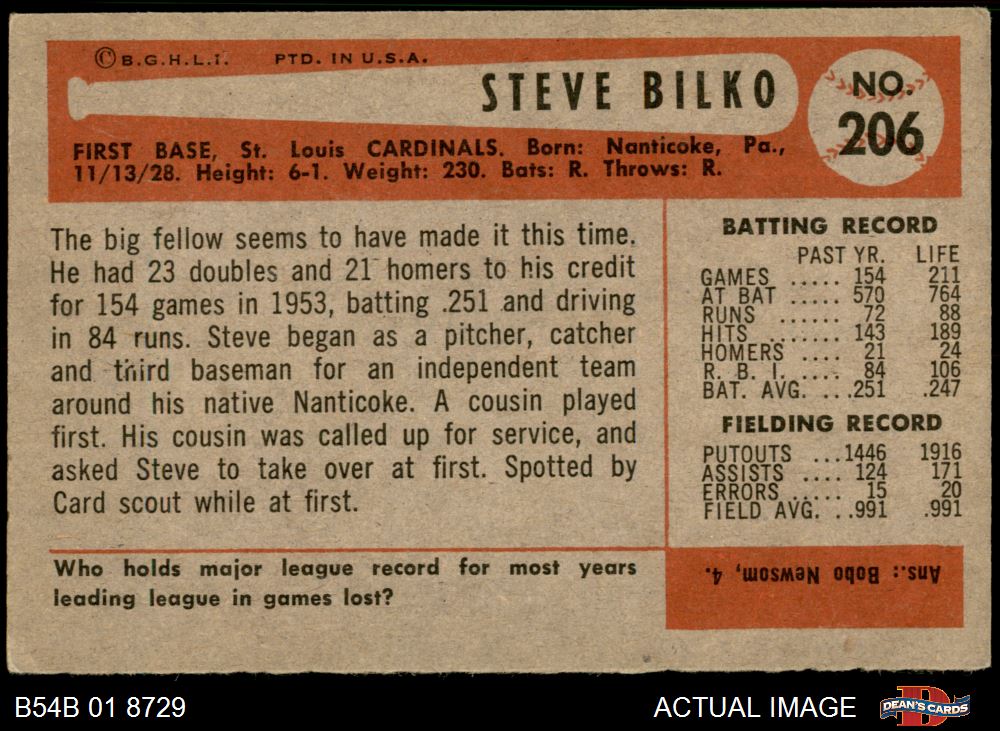 © B.G.H.L.I. PTD. IN U.S.A.
STEVE BILKO
NO.
206
FIRST BASE, St. Louis CARDINALS. Born: Nanticoke, Pa.,
11/13/28. Height: 6-1. Weight: 230. Bats: R. Throws: R.
The big fellow seems to have made it this time.
He had 23 doubles and 21 homers to his credit
for 154 games in 1953, batting .251 and driving
in 84 runs. Steve began as a pitcher, catcher
and third baseman for an independent team
around his native Nanticoke. A cousin played
first. His cousin was called up for service, and
asked Steve to take over at first. Spotted by
Card scout while at first.
BATTING RECORD
PAST YR. LIFE
GAMES ..... 154 211
AT BAT ..... 570 764
RUNS ...... 72 88
HITS ....... 143 189
HOMERS .... 21 24
R. B. I. .... 84 106
BAT. AVG. ...251 .247
FIELDING RECORD
PUTOUTS ...1446 1916
ASSISTS .... 124 171
ERRORS ..... 15 20
FIELD AVG. ..991 .991
Who holds major league record for most years
leading league in games lost?
Ans.: Bobo Newsom, 4.
B54B 01 8729
ACTUAL IMAGE
D
DEAN'S CARDS